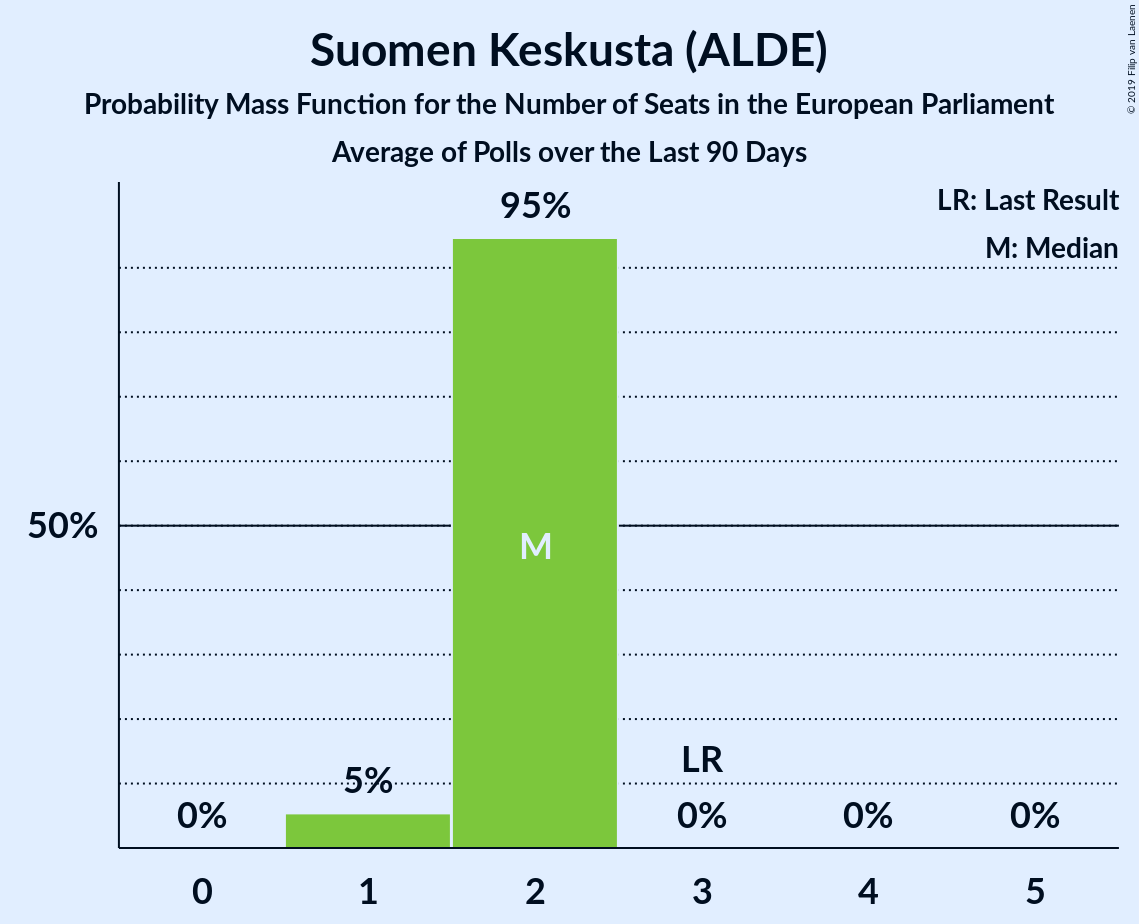 Suomen Keskusta (ALDE)
Probability Mass Function for the Number of Seats in the European Parliament
Average of Polls over the Last 90 Days
© 2019 Filip van Laenen
LR: Last Result
M: Median
95%
50%
M
LR
5%
0%
0%
0%
0%
0 1 2 3 4 5